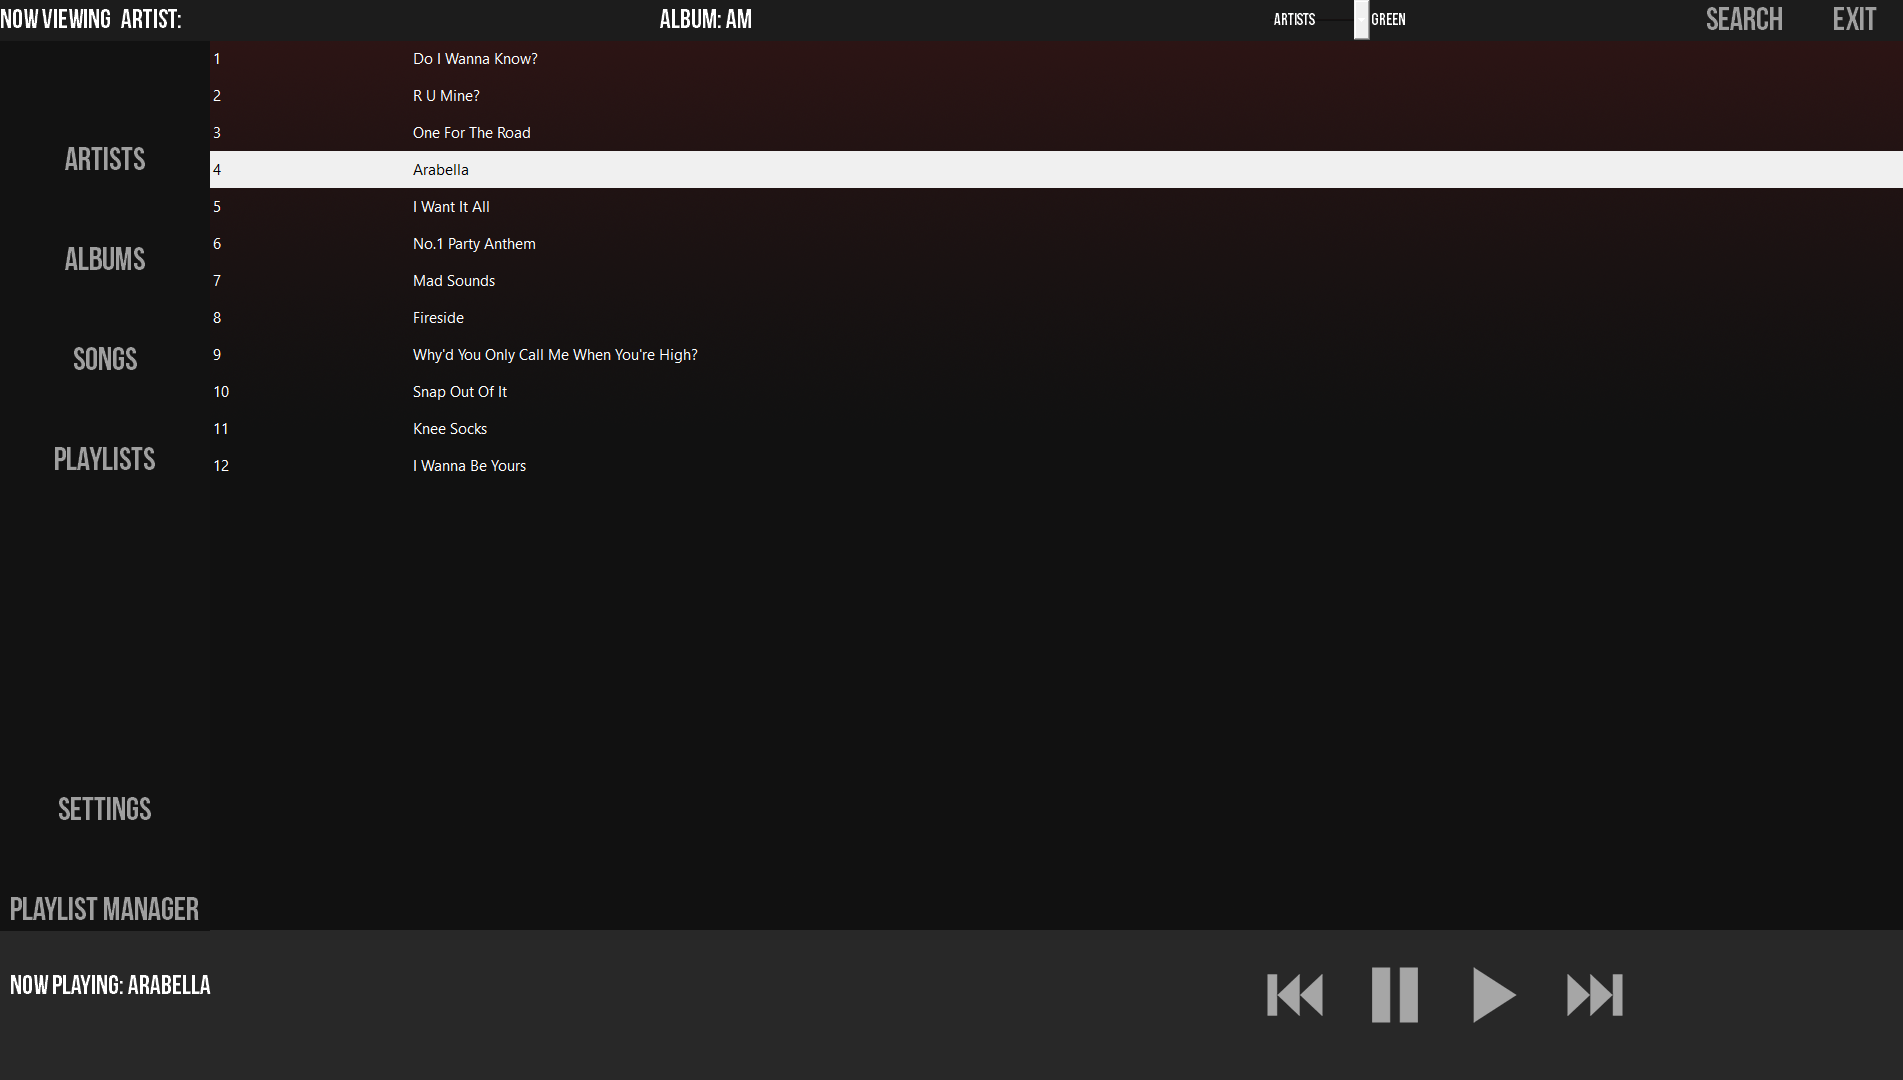 NOW VIEWING ARTIST: ALBUM: AM ARTISTS GREEN SEARCH EXIT
ARTISTS
ALBUMS
SONGS
PLAYLISTS
SETTINGS
PLAYLIST MANAGER
1 Do I Wanna Know?
2 R U Mine?
3 One For The Road
4 Arabella
5 I Want It All
6 No.1 Party Anthem
7 Mad Sounds
8 Fireside
9 Why'd You Only Call Me When You're High?
10 Snap Out Of It
11 Knee Socks
12 I Wanna Be Yours
NOW PLAYING: ARABELLA